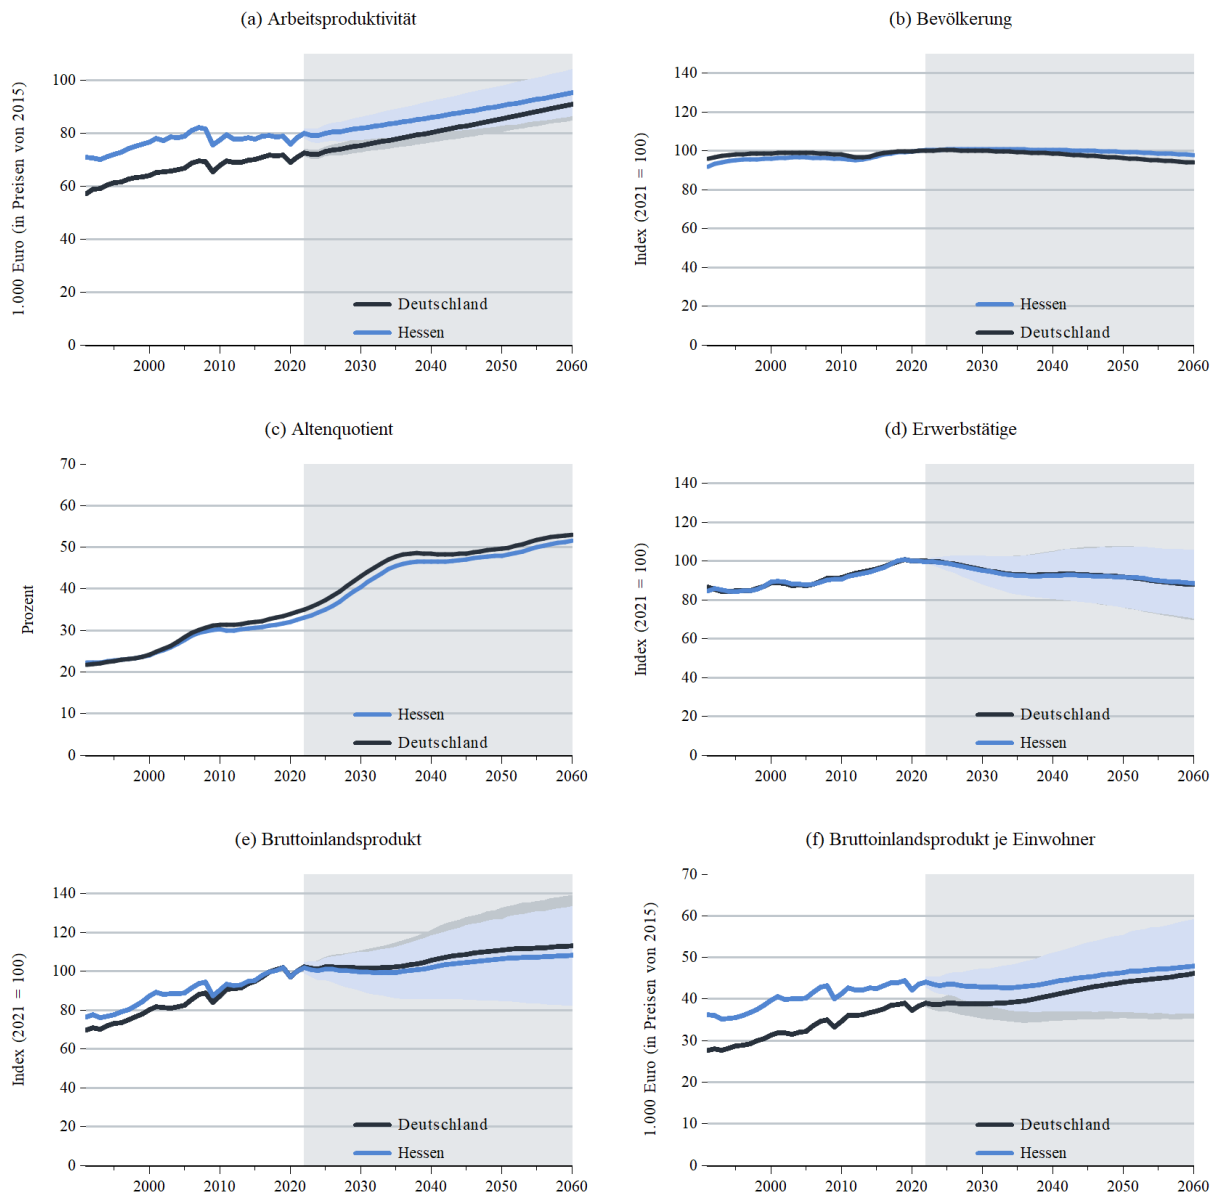 (a) Arbeitsproduktivität
1.000 Euro (in Preisen von 2015)
100
80
60
40
20
0
Deutschland
Hessen
2000 2010 2020 2030 2040 2050 2060
(b) Bevölkerung
Index (2021 = 100)
140
120
100
80
60
40
20
0
Hessen
Deutschland
2000 2010 2020 2030 2040 2050 2060
(c) Altenquotient
Prozent
70
60
50
40
30
20
10
0
Hessen
Deutschland
2000 2010 2020 2030 2040 2050 2060
(d) Erwerbstätige
Index (2021 = 100)
140
120
100
80
60
40
20
0
Deutschland
Hessen
2000 2010 2020 2030 2040 2050 2060
(e) Bruttoinlandsprodukt
Index (2021 = 100)
140
120
100
80
60
40
20
0
Deutschland
Hessen
2000 2010 2020 2030 2040 2050 2060
(f) Bruttoinlandsprodukt je Einwohner
1.000 Euro (in Preisen von 2015)
70
60
50
40
30
20
10
0
Deutschland
Hessen
2000 2010 2020 2030 2040 2050 2060